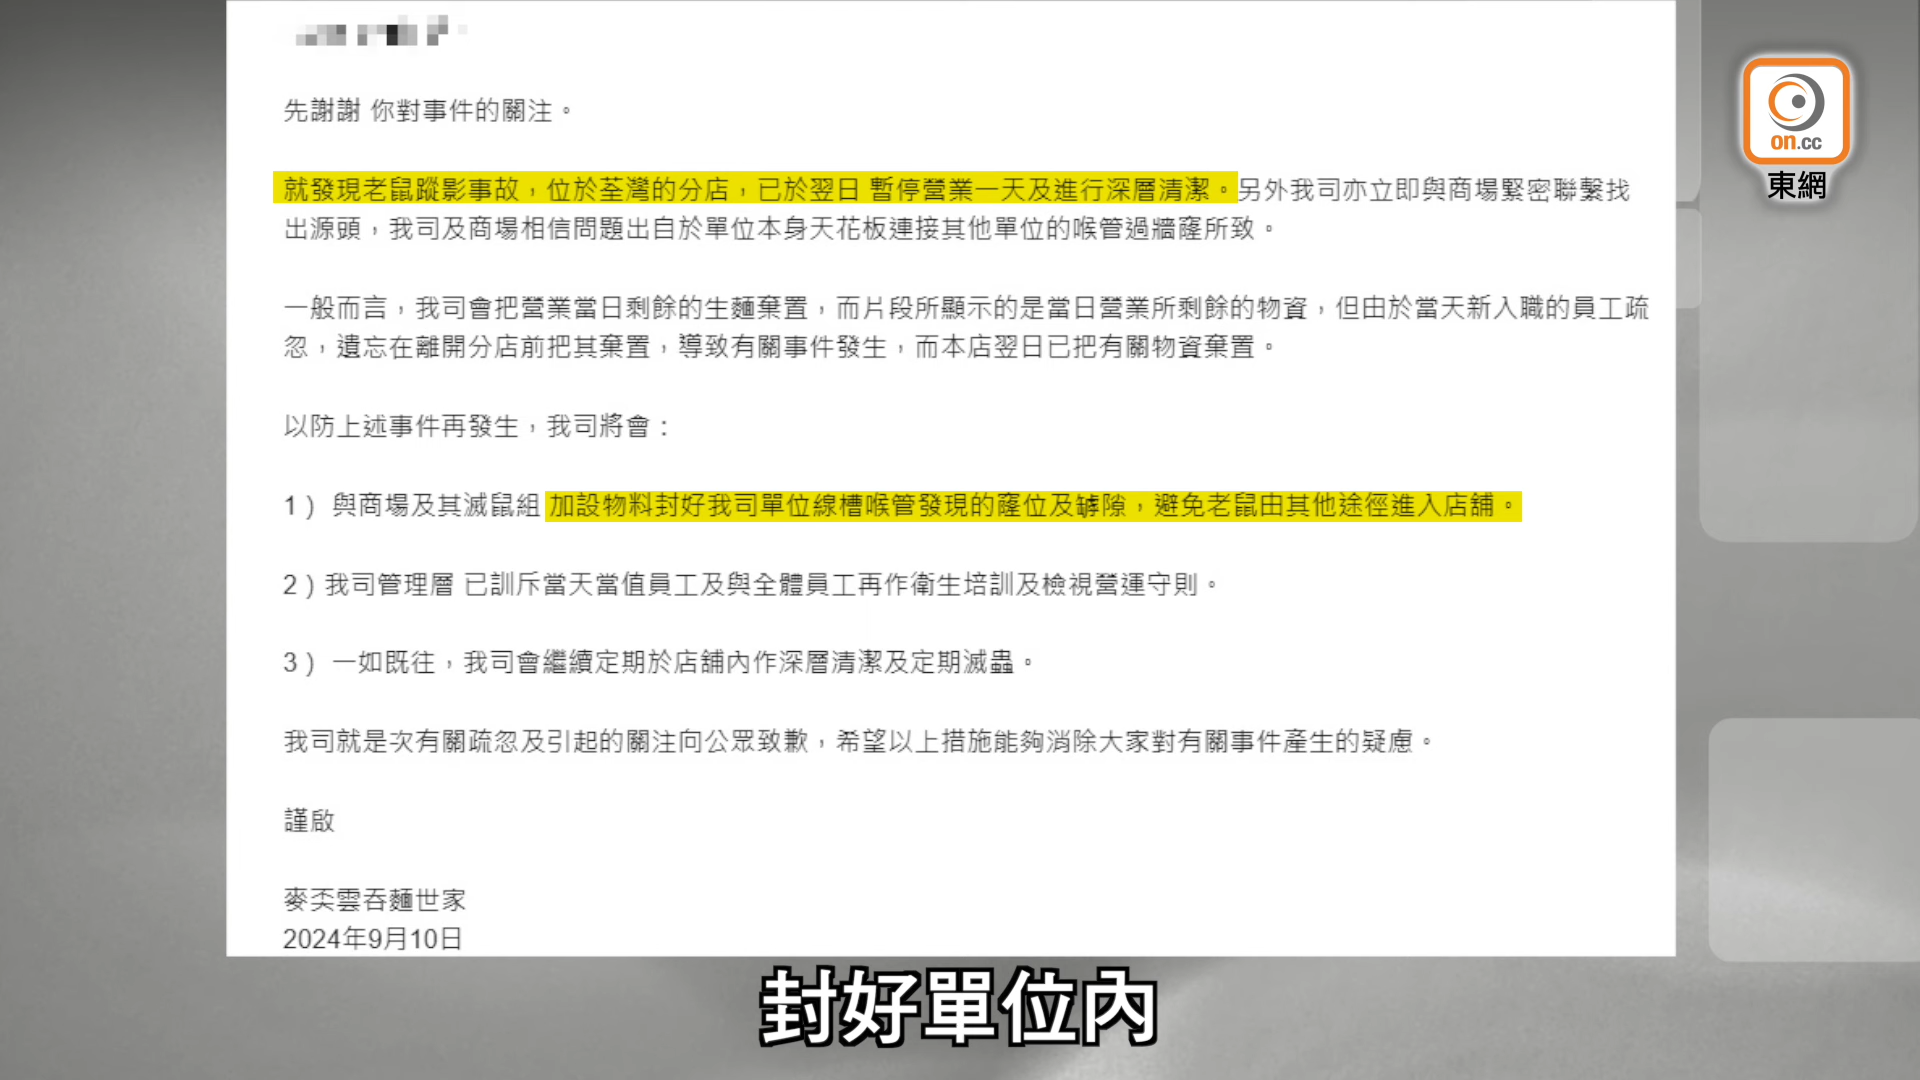 先謝謝 你對事件的關注。
就發現老鼠蹤影事故，位於荃灣的分店，已於翌日 暫停營業一天及進行深層清潔。另外我司亦立即與商場緊密聯繫找
出源頭，我司及商場相信問題出自於單位本身天花板連接其他單位的喉管過牆窿所致。
一般而言，我司會把營業當日剩餘的生麵棄置，而片段所顯示的是當日營業所剩餘的物資，但由於當天新入職的員工疏
忽，遺忘在離開分店前把其棄置，導致有關事件發生，而本店翌日已把有關物資棄置。
以防上述事件再發生，我司將會：
1） 與商場及其滅鼠組 加設物料封好我司單位線槽喉管發現的窿位及罅隙，避免老鼠由其他途徑進入店舖。
2）我司管理層 已訓斥當天當值員工及與全體員工再作衛生培訓及檢視營運守則。
3） 一如既往，我司會繼續定期於店舖內作深層清潔及定期滅蟲。
我司就是次有關疏忽及引起的關注向公眾致歉，希望以上措施能夠消除大家對有關事件產生的疑慮。
謹啟
麥奀雲吞麵世家
2024年9月10日
on.cc
東網
封好單位內